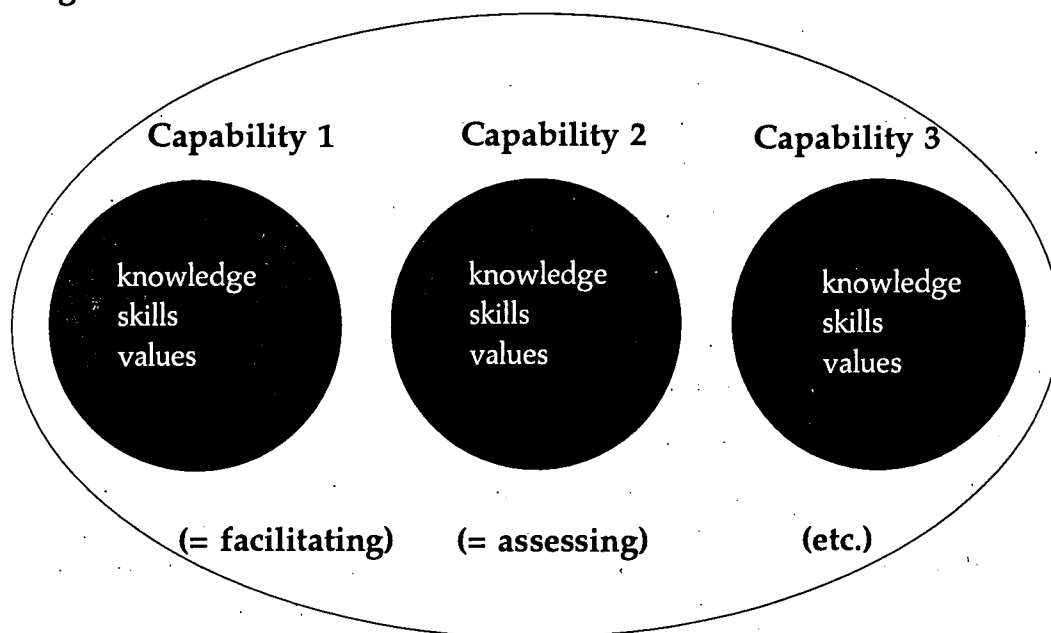 Capability 1
Capability 2
Capability 3
knowledge
skills
values
knowledge
skills
values
knowledge
skills
values
(= facilitating)
(= assessing)
(etc.)